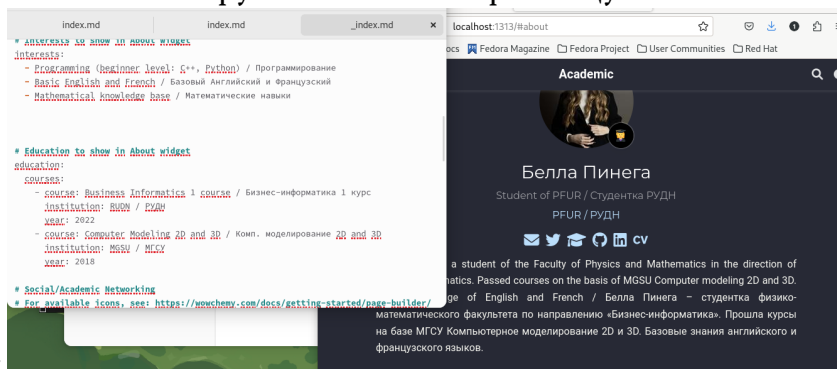 index.md index.md _index.md ×
# Interests to show in About widget
interests:
- Programming (beginner level: C++, Python) / Программирование
- Basic English and French / Базовый Английский и Французский
- Mathematical knowledge base / Математические навыки
# Education to show in About widget
education:
courses:
- course: Business Informatics 1 course / Бизнес-информатика 1 курс
institution: RUDN / РУДН
year: 2022
- course: Computer Modeling 2D and 3D / Комп. моделирование 2D and 3D
institution: MGSU / МГСУ
year: 2018
# Social/Academic Networking
# For available icons, see: https://wowchemy.com/docs/getting-started/page-builder/
localhost:1313/#about
Fedora Magazine Fedora Project User Communities Red Hat
Academic
Белла Пинега
Student of PFUR / Студентка РУДН
PFUR / РУДН
CV
a student of the Faculty of Physics and Mathematics in the direction of
Passed courses on the basis of MGSU Computer modeling 2D and 3D.
of English and French / Белла Пинега – студентка физико-
математического факультета по направлению «Бизнес-информатика». Прошла курсы
на базе МГСУ Компьютерное моделирование 2D и 3D. Базовые знания английского и
французского языков.